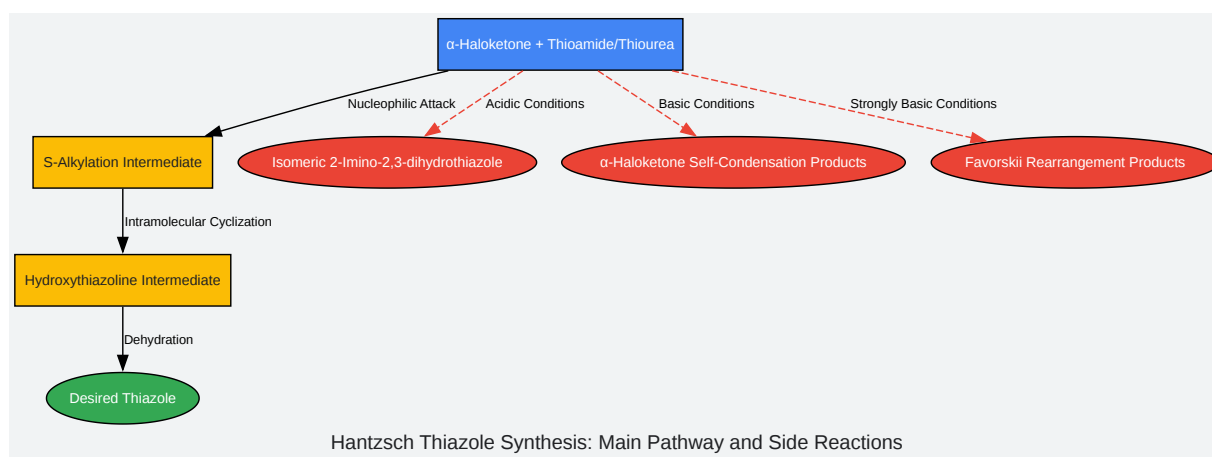 α-Haloketone + Thioamide/Thiourea
Nucleophilic Attack
Acidic Conditions
Basic Conditions
Strongly Basic Conditions
S-Alkylation Intermediate
Isomeric 2-Imino-2,3-dihydrothiazole
α-Haloketone Self-Condensation Products
Favorskii Rearrangement Products
Intramolecular Cyclization
Hydroxythiazoline Intermediate
Dehydration
Desired Thiazole
Hantzsch Thiazole Synthesis: Main Pathway and Side Reactions